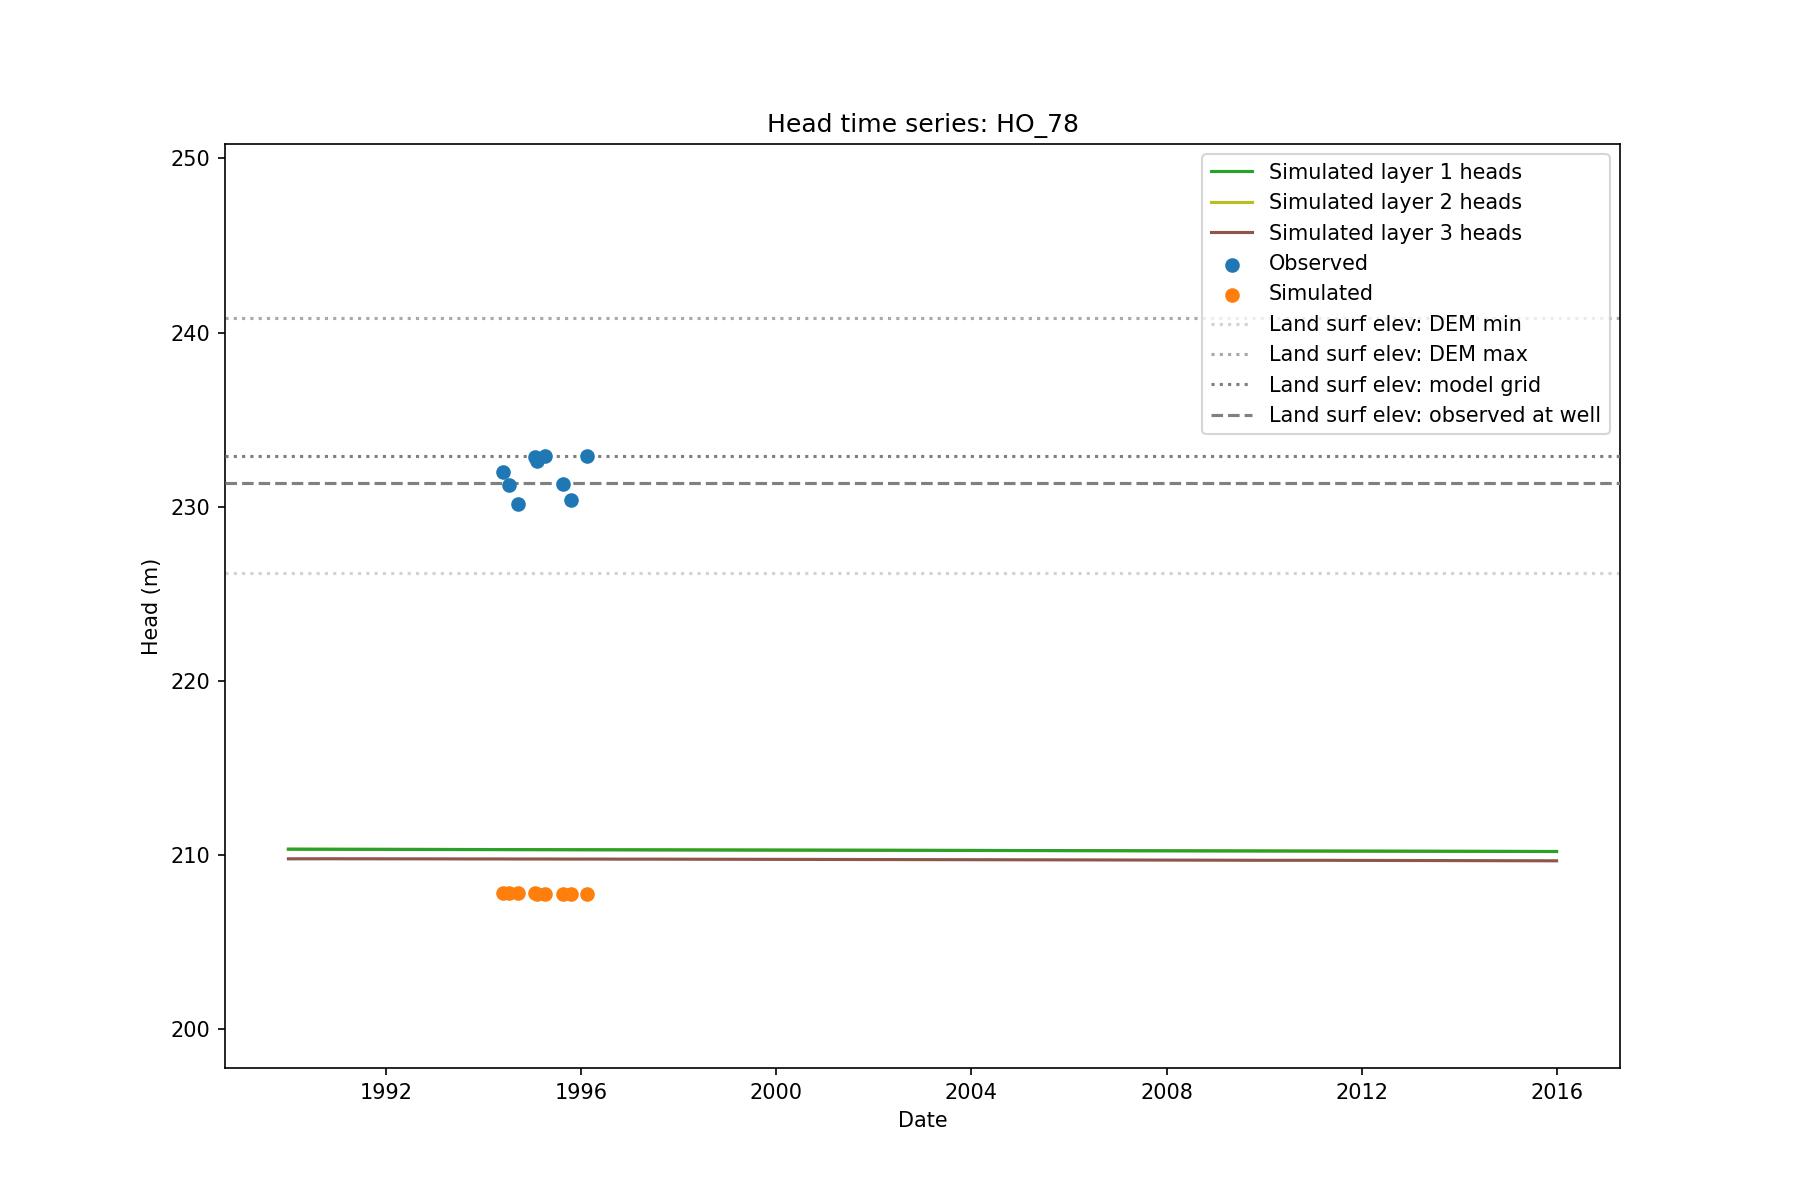 Head time series: HO_78
250
240
230
220
210
200
Head (m)
Simulated layer 1 heads
Simulated layer 2 heads
Simulated layer 3 heads
Observed
Simulated
Land surf elev: DEM min
Land surf elev: DEM max
Land surf elev: model grid
Land surf elev: observed at well
1992 1996 2000 2004 2008 2012 2016
Date